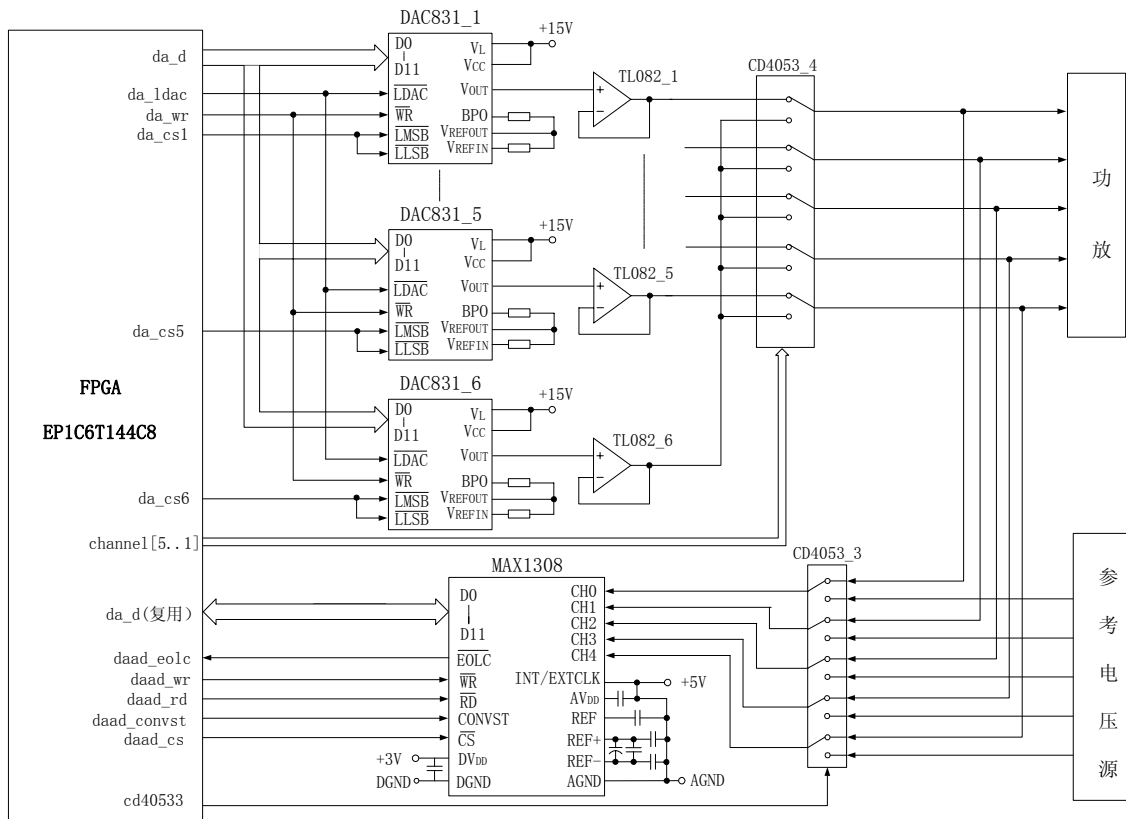 DAC831_1
+15V
da_d
D0
D11
VL
VCC
CD4053_4
TL082_1
da_ldac
LDAC
VOUT
da_wr
WR
BPO
da_cs1
LMSB
VREFOUT
LLSB
VREFIN
功放
DAC831_5
+15V
D0
D11
VL
VCC
TL082_5
LDAC
VOUT
WR
BPO
da_cs5
LMSB
VREFOUT
LLSB
VREFIN
FPGA
EP1C6T144C8
DAC831_6
+15V
D0
D11
VL
VCC
TL082_6
LDAC
VOUT
WR
BPO
da_cs6
LMSB
VREFOUT
LLSB
VREFIN
channel[5..1]
CD4053_3
MAX1308
参考电压源
da_d(复用)
D0
D11
CH0
CH1
CH2
CH3
CH4
daad_eolc
EOLC
daad_wr
WR
INT/EXTCLK
+5V
daad_rd
RD
AVDD
daad_convst
CONVST
REF
daad_cs
CS
REF+
+3V
DVDD
REF-
DGND
DGND
AGND
AGND
cd40533